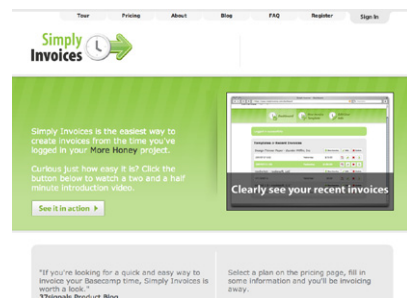 Tour Pricing About Blog FAQ Register Sign In
Simply
Invoices
Simply Invoices is the easiest way to
create invoices from the time you've
logged in your More Honey project.
Curious just how easy it is? Click the
button below to watch a two and a half
minute introduction video.
See it in action
Clearly see your recent invoices
"If you're looking for a quick and easy way to
invoice your Basecamp time, Simply Invoices is
worth a look."
37signals Product Blog
Select a plan on the pricing page, fill in
some information and you'll be invoicing
away.